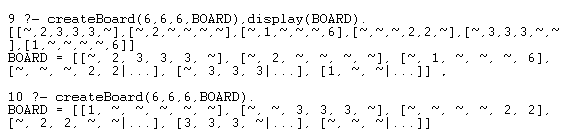 9 ?- createBoard(6,6,6,BOARD),display(BOARD).
[[~,2,3,3,3,~],[~,2,~,~,~,~],[~,1,~,~,~,6],[~,~,~,2,2,~],[~,3,3,3,~,~
],[1,~,~,~,~,6]]
BOARD = [[~, 2, 3, 3, 3, ~], [~, 2, ~, ~, ~, ~], [~, 1, ~, ~, ~, 6],
[~, ~, ~, 2, 2|...], [~, 3, 3, 3|...], [1, ~, ~|...]] ,

10 ?- createBoard(6,6,6,BOARD).
BOARD = [[1, ~, ~, ~, ~, ~], [~, ~, 3, 3, 3, ~], [~, ~, ~, ~, 2, 2],
[~, 2, 2, ~, ~|...], [3, 3, 3, ~|...], [~, ~, ~|...]]